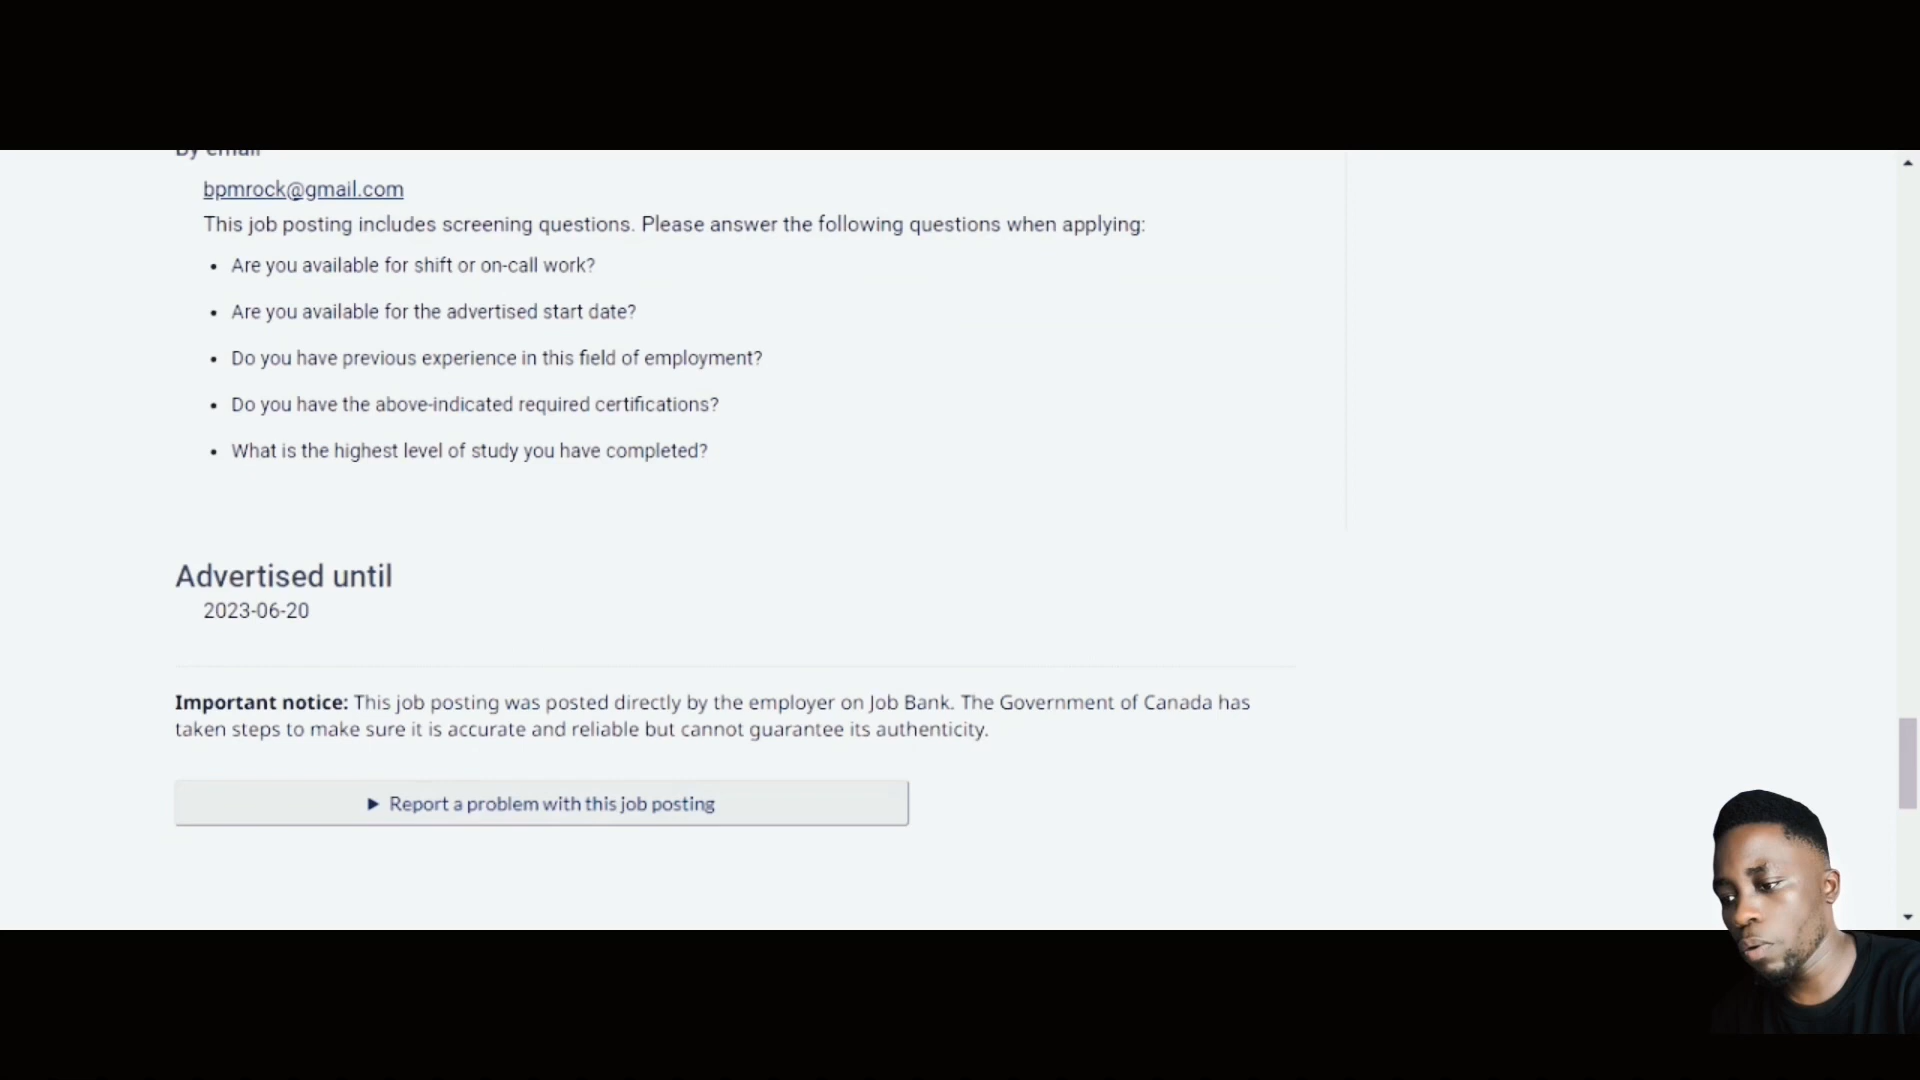 By email
bpmrock@gmail.com
This job posting includes screening questions. Please answer the following questions when applying:
• Are you available for shift or on-call work?
• Are you available for the advertised start date?
• Do you have previous experience in this field of employment?
• Do you have the above-indicated required certifications?
• What is the highest level of study you have completed?
Advertised until
2023-06-20
Important notice: This job posting was posted directly by the employer on Job Bank. The Government of Canada has
taken steps to make sure it is accurate and reliable but cannot guarantee its authenticity.
Report a problem with this job posting